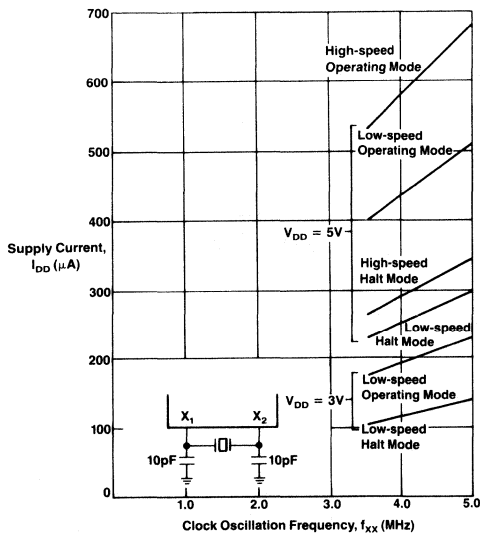 700
600
500
400
300
200
100
0
Supply Current,
I_DD (μA)
High-speed
Operating Mode
Low-speed
Operating Mode
V_DD = 5V
High-speed
Halt Mode
Low-speed
Halt Mode
V_DD = 3V
Low-speed
Operating Mode
Low-speed
Halt Mode
X₁ X₂
10pF 10pF
1.0 2.0 3.0 4.0 5.0
Clock Oscillation Frequency, f_XX (MHz)